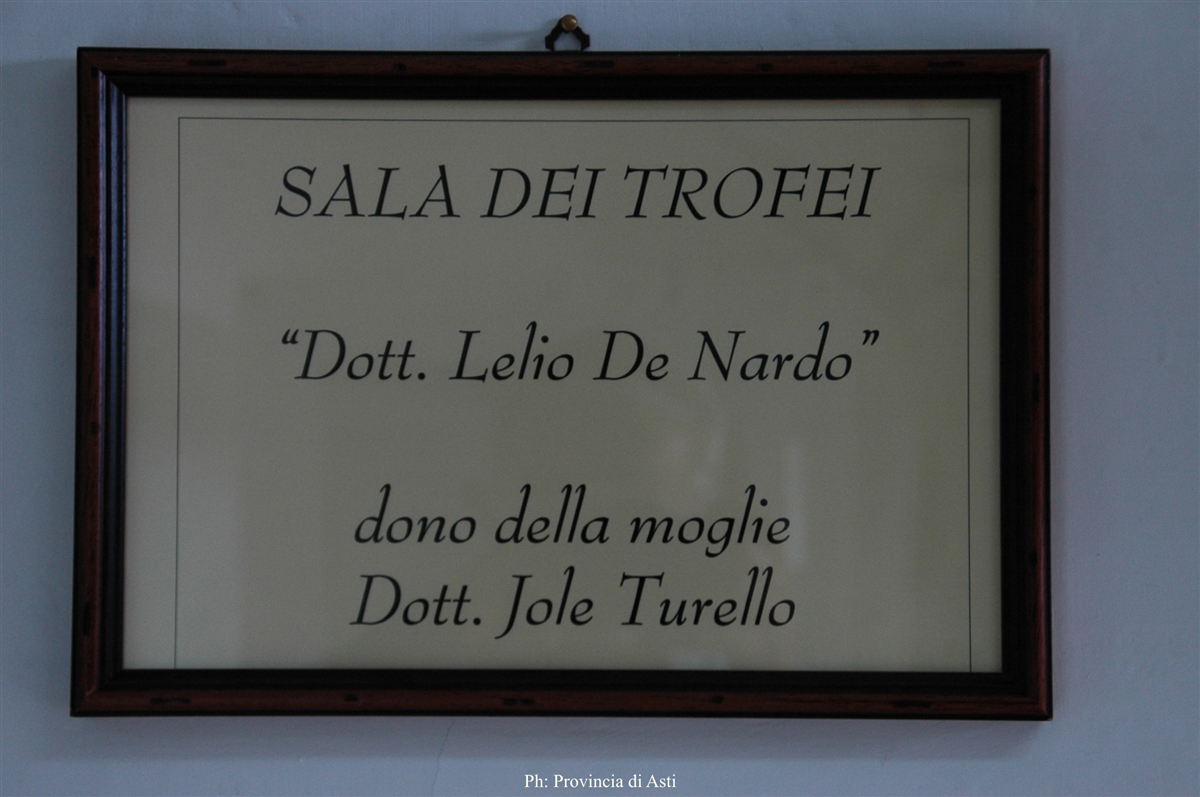 SALA DEI TROFEI
“Dott. Lelio De Nardo”
dono della moglie
Dott. Jole Turello
Ph: Provincia di Asti